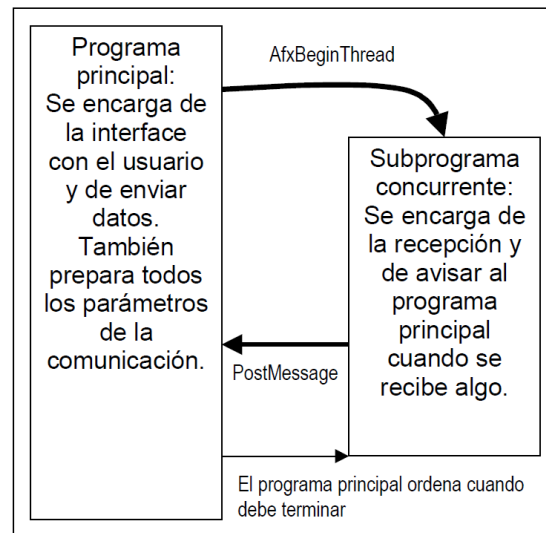 Programa
principal:
Se encarga de
la interface
con el usuario
y de enviar
datos.
También
prepara todos
los parámetros
de la
comunicación.
AfxBeginThread
Subprograma
concurrente:
Se encarga de
la recepción y
de avisar al
programa
principal
cuando se
recibe algo.
PostMessage
El programa principal ordena cuando
debe terminar